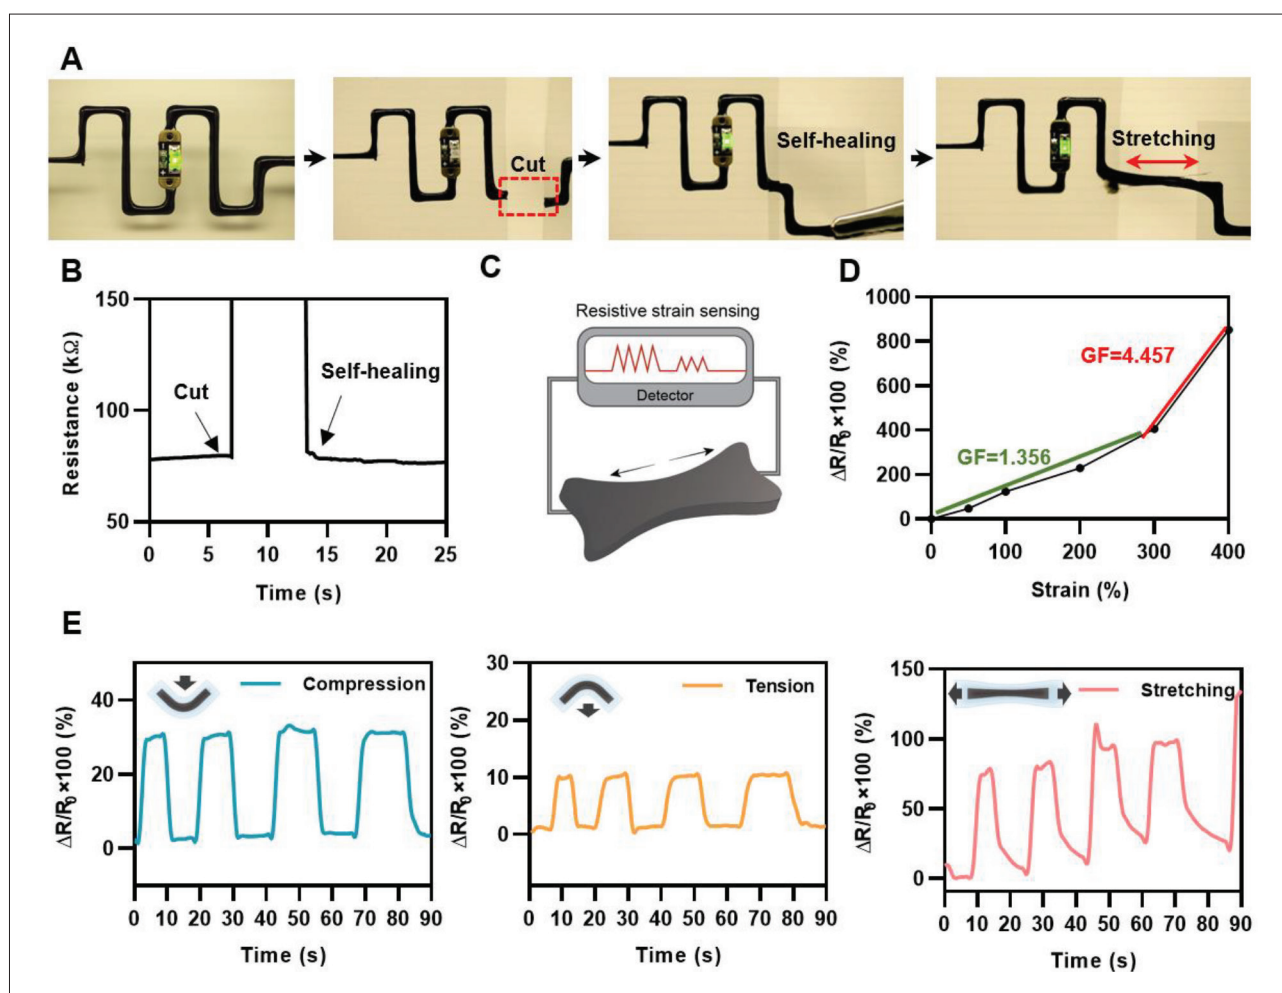 A
Cut
Self-healing
Stretching
B
150
100
50
Resistance (kΩ)
Cut
Self-healing
0 5 10 15 20 25
Time (s)
C
Resistive strain sensing
Detector
D
1000
800
600
400
200
0
ΔR/R0 ×100 (%)
GF=4.457
GF=1.356
0 100 200 300 400
Strain (%)
E
40
20
0
ΔR/R0 ×100 (%)
Compression
0 10 20 30 40 50 60 70 80 90
Time (s)
30
20
10
0
ΔR/R0 ×100 (%)
Tension
0 10 20 30 40 50 60 70 80 90
Time (s)
150
100
50
0
ΔR/R0 ×100 (%)
Stretching
0 10 20 30 40 50 60 70 80 90
Time (s)